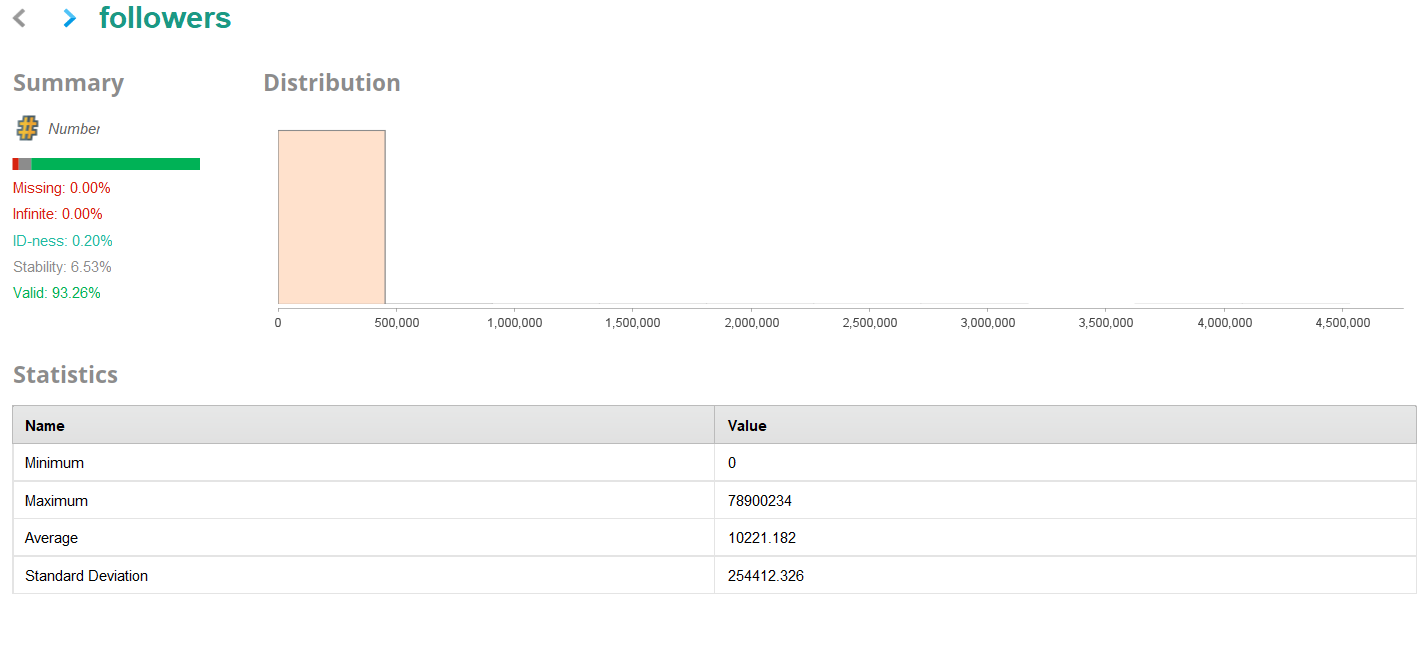 followers
Summary
Distribution
# Number
Missing: 0.00%
Infinite: 0.00%
ID-ness: 0.20%
Stability: 6.53%
Valid: 93.26%
0 500,000 1,000,000 1,500,000 2,000,000 2,500,000 3,000,000 3,500,000 4,000,000 4,500,000
Statistics
Name Value
Minimum 0
Maximum 78900234
Average 10221.182
Standard Deviation 254412.326